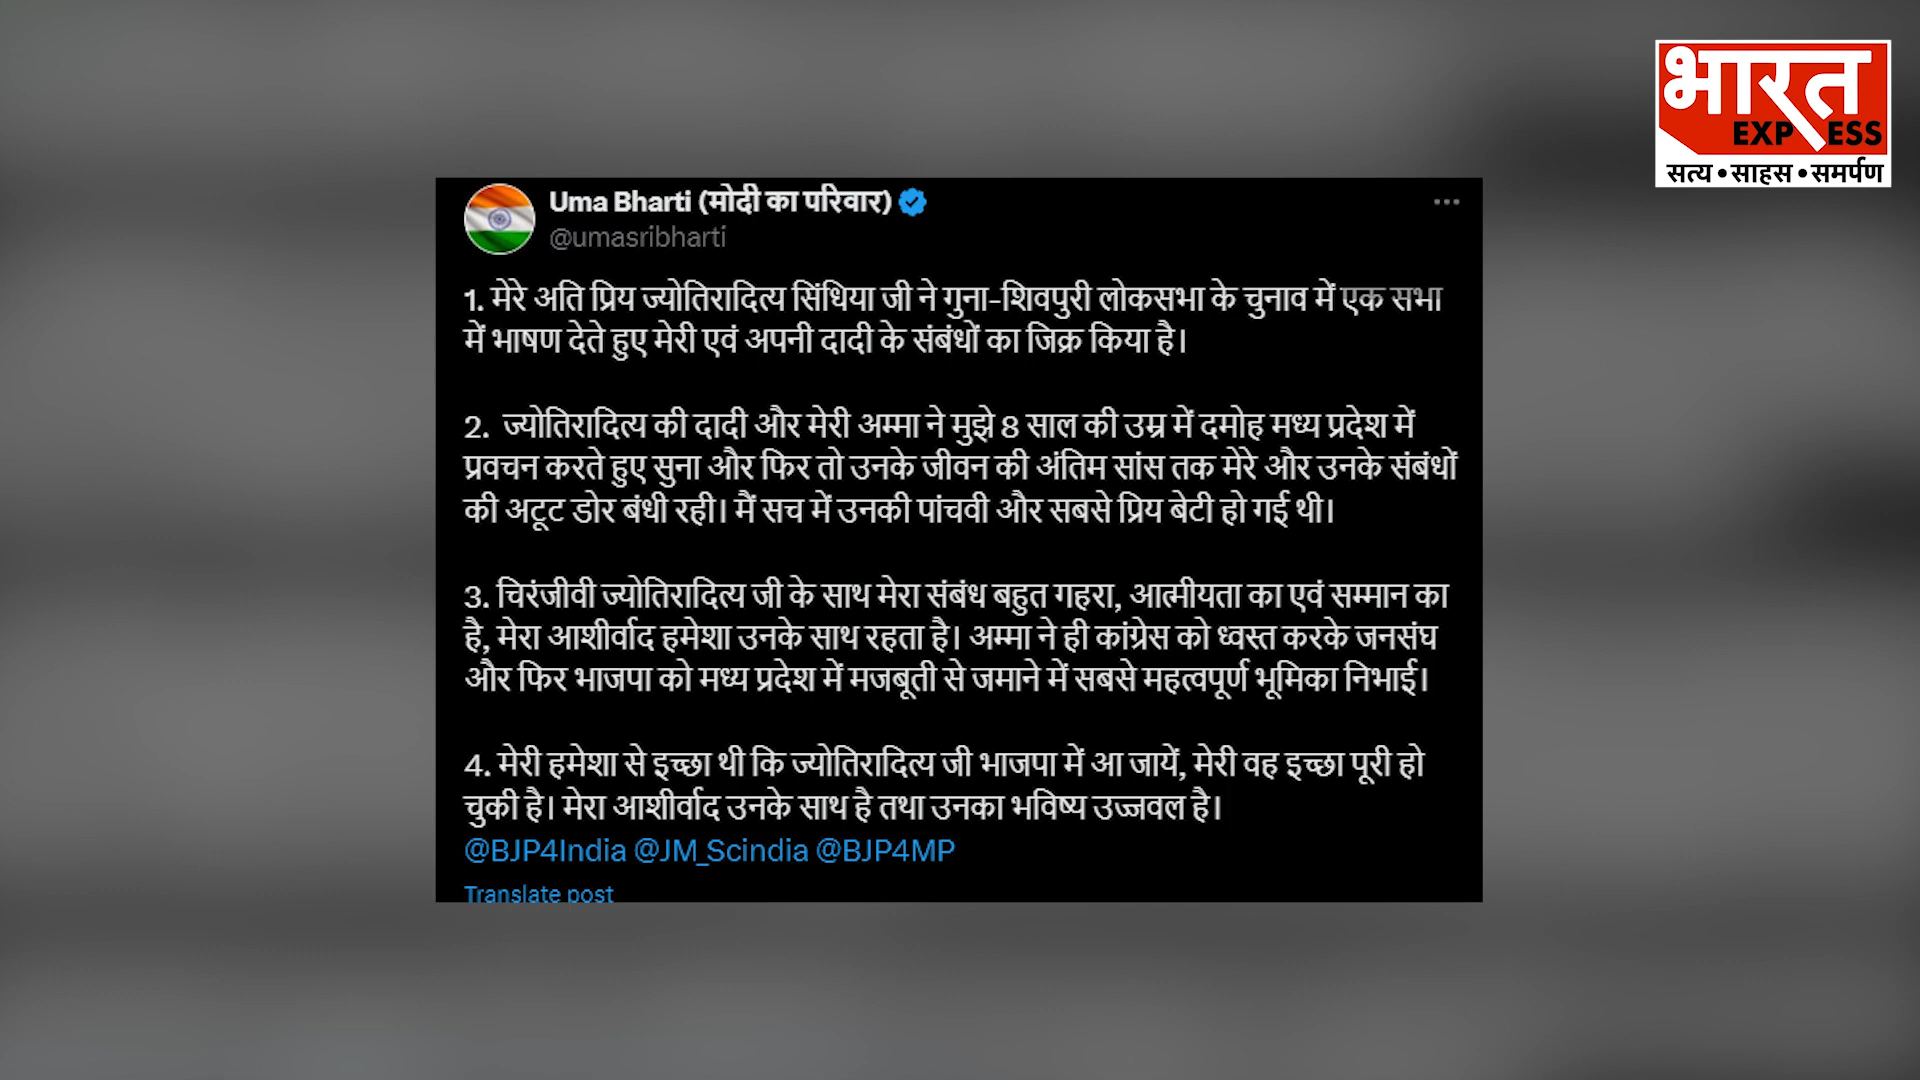 भारत
EXPRESS
सत्य • साहस • समर्पण
Uma Bharti (मोदी का परिवार)
@umasribharti
1. मेरे अति प्रिय ज्योतिरादित्य सिंधिया जी ने गुना-शिवपुरी लोकसभा के चुनाव में एक सभा
में भाषण देते हुए मेरी एवं अपनी दादी के संबंधों का जिक्र किया है।
2. ज्योतिरादित्य की दादी और मेरी अम्मा ने मुझे 8 साल की उम्र में दमोह मध्य प्रदेश में
प्रवचन करते हुए सुना और फिर तो उनके जीवन की अंतिम सांस तक मेरे और उनके संबंधों
की अटूट डोर बंधी रही। मैं सच में उनकी पांचवी और सबसे प्रिय बेटी हो गई थी।
3. चिरंजीवी ज्योतिरादित्य जी के साथ मेरा संबंध बहुत गहरा, आत्मीयता का एवं सम्मान का
है, मेरा आशीर्वाद हमेशा उनके साथ रहता है। अम्मा ने ही कांग्रेस को ध्वस्त करके जनसंघ
और फिर भाजपा को मध्य प्रदेश में मजबूती से जमाने में सबसे महत्वपूर्ण भूमिका निभाई।
4. मेरी हमेशा से इच्छा थी कि ज्योतिरादित्य जी भाजपा में आ जायें, मेरी वह इच्छा पूरी हो
चुकी है। मेरा आशीर्वाद उनके साथ है तथा उनका भविष्य उज्जवल है।
@BJP4India @JM_Scindia @BJP4MP
Translate post